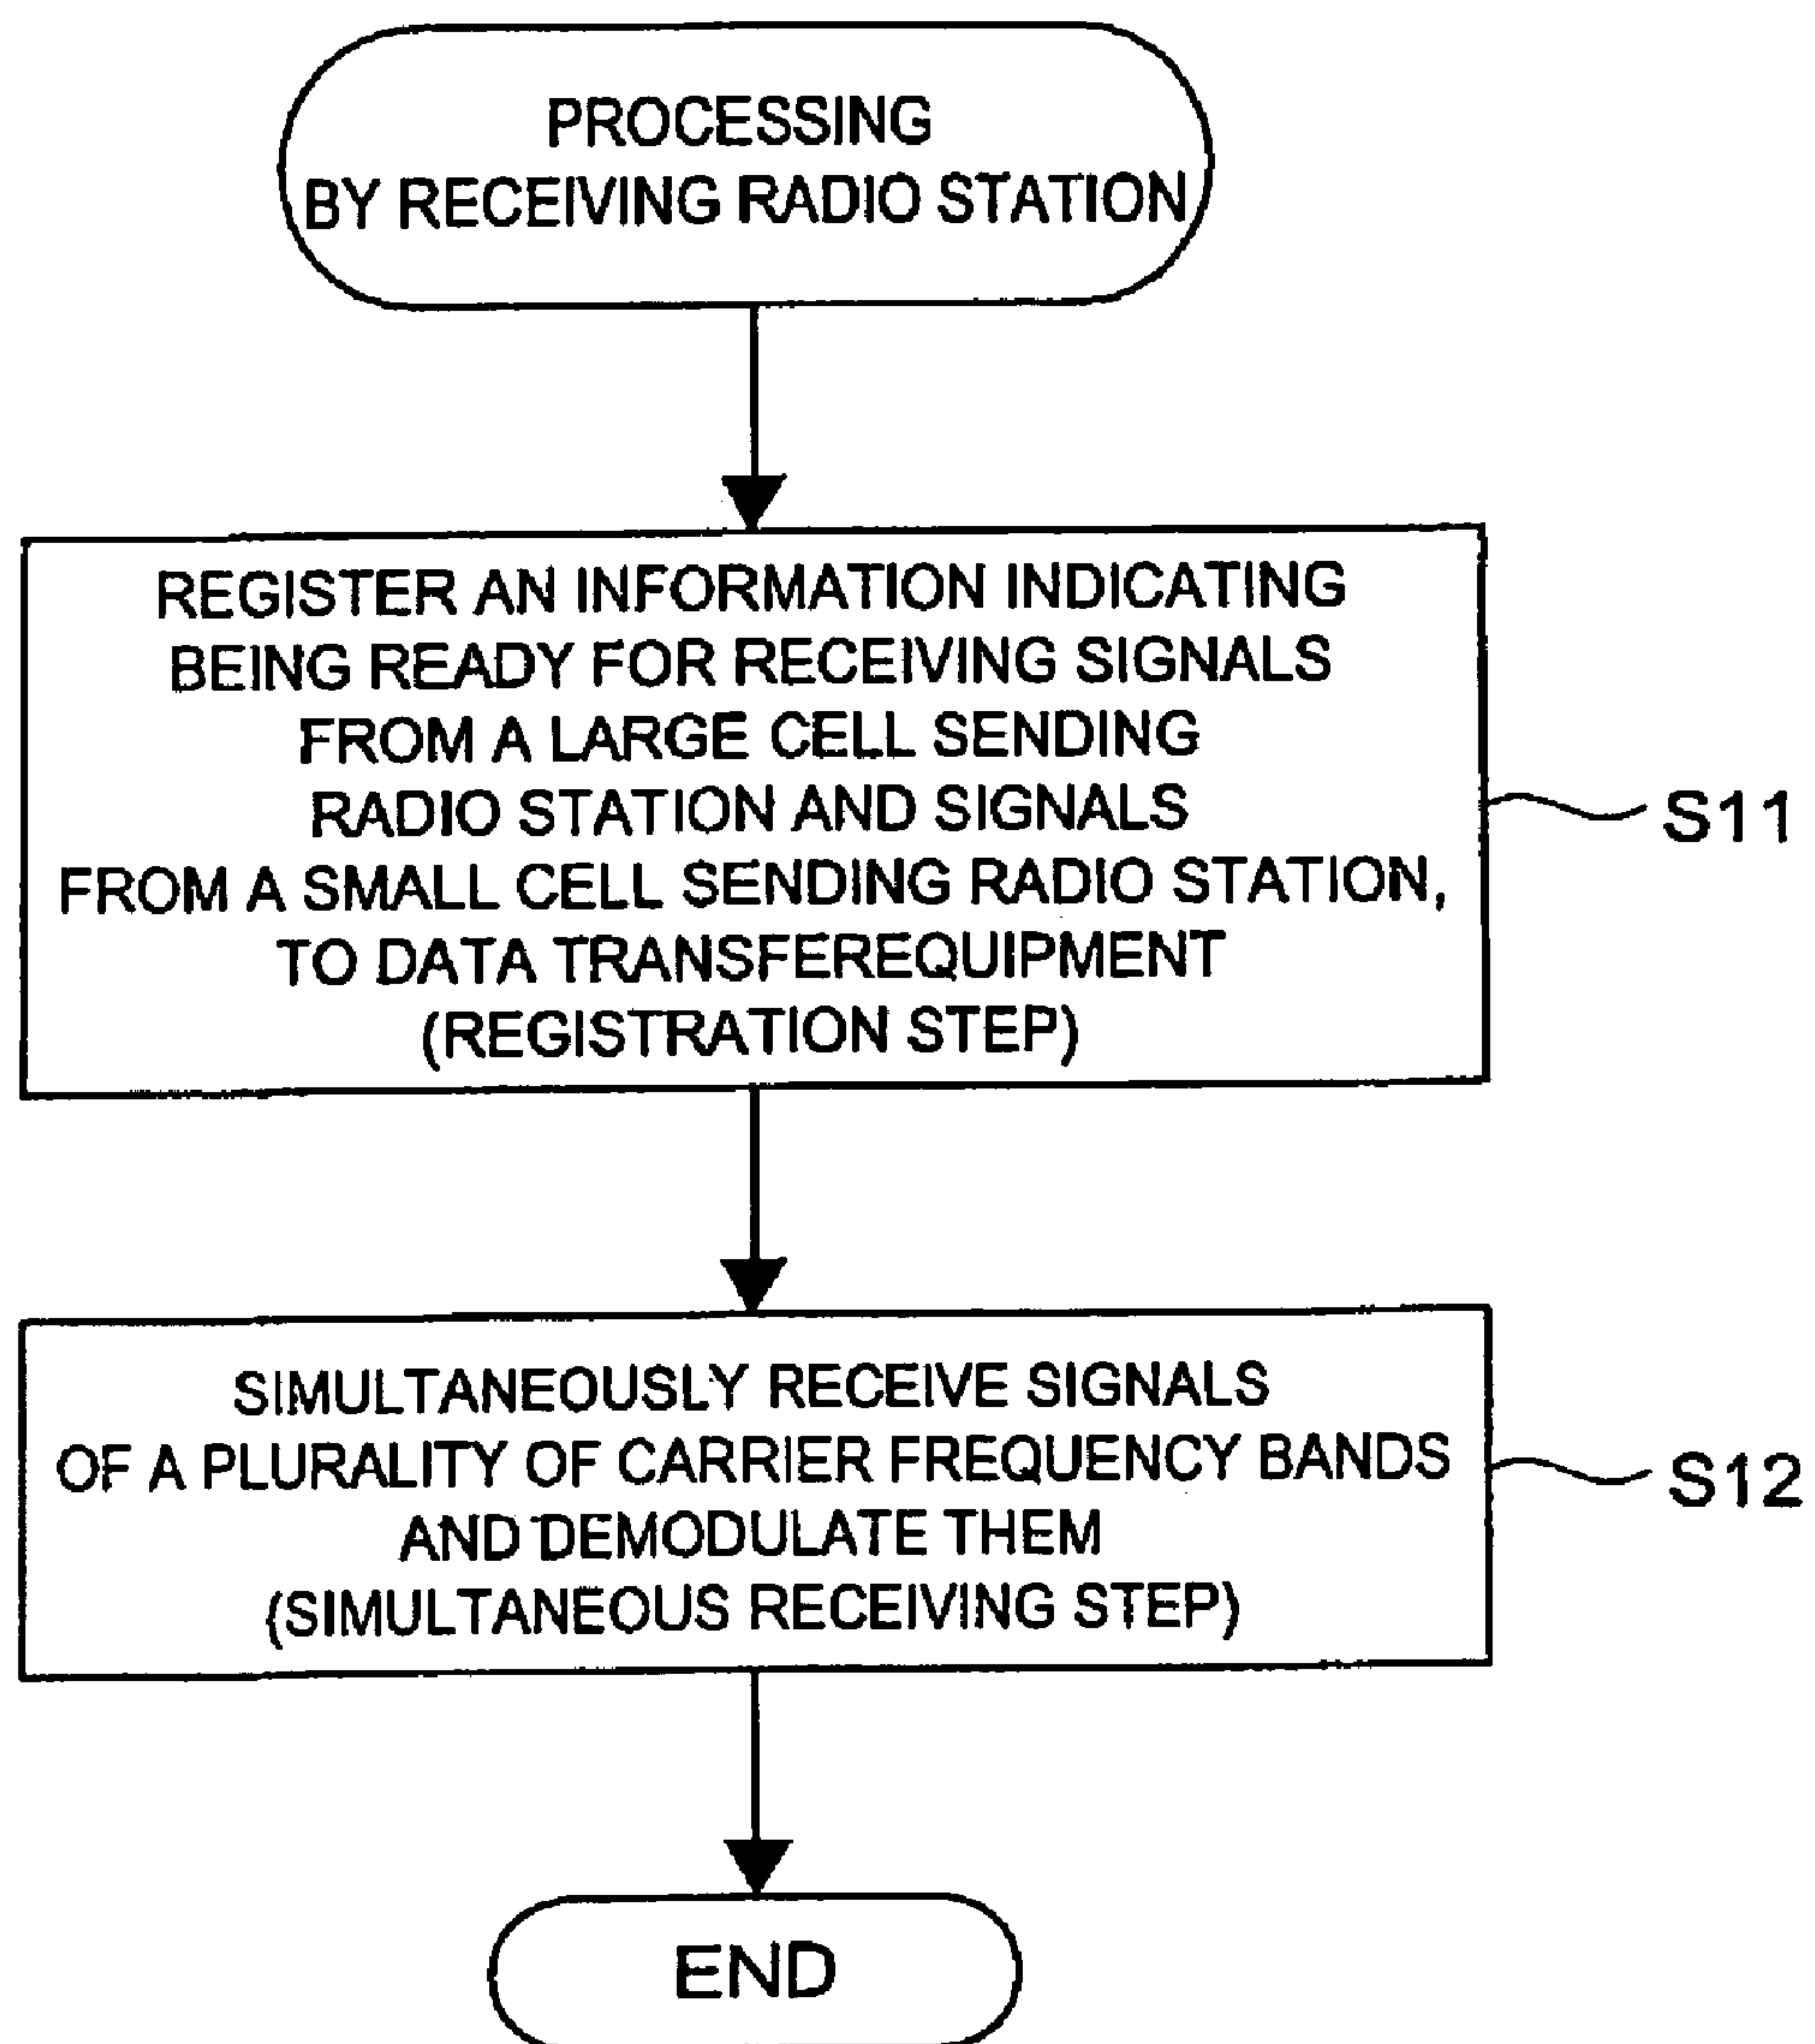 PROCESSING
BY RECEIVING RADIO STATION
REGISTER AN INFORMATION INDICATING
BEING READY FOR RECEIVING SIGNALS
FROM A LARGE CELL SENDING
RADIO STATION AND SIGNALS
FROM A SMALL CELL SENDING RADIO STATION,
TO DATA TRANSFEREQUIPMENT
(REGISTRATION STEP)
S11
SIMULTANEOUSLY RECEIVE SIGNALS
OF A PLURALITY OF CARRIER FREQUENCY BANDS
AND DEMODULATE THEM
(SIMULTANEOUS RECEIVING STEP)
S12
END